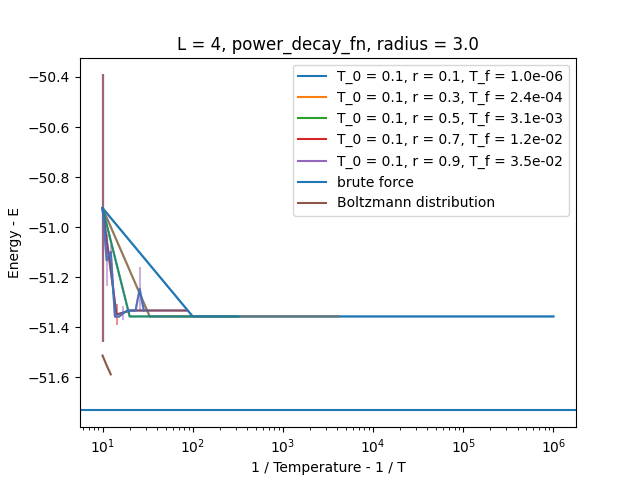 L = 4, power_decay_fn, radius = 3.0
T_0 = 0.1, r = 0.1, T_f = 1.0e-06
T_0 = 0.1, r = 0.3, T_f = 2.4e-04
T_0 = 0.1, r = 0.5, T_f = 3.1e-03
T_0 = 0.1, r = 0.7, T_f = 1.2e-02
T_0 = 0.1, r = 0.9, T_f = 3.5e-02
brute force
Boltzmann distribution
Energy - E
−50.4
−50.6
−50.8
−51.0
−51.2
−51.4
−51.6
10¹ 10² 10³ 10⁴ 10⁵ 10⁶
1 / Temperature - 1 / T